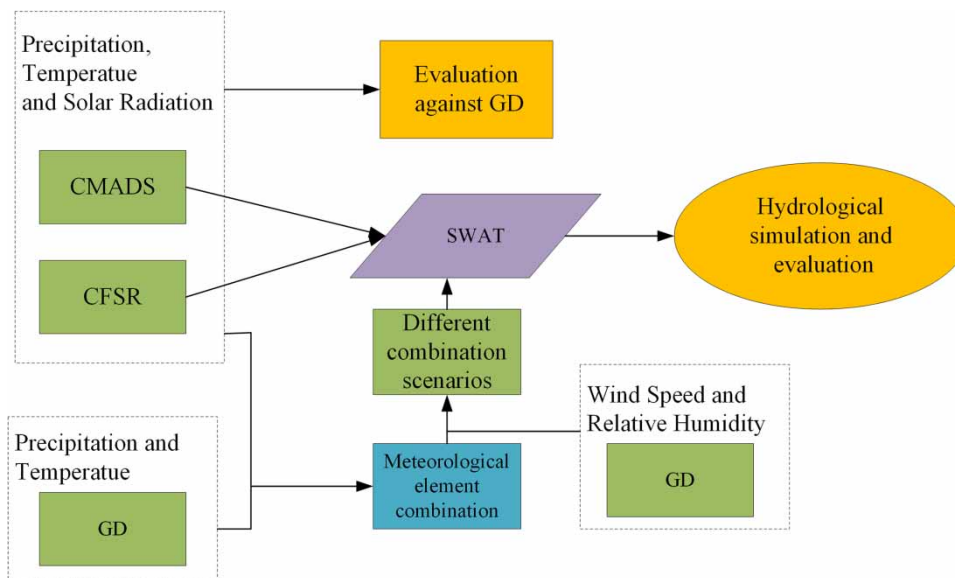 Precipitation,
Temperatue
and Solar Radiation
CMADS
CFSR
Evaluation
against GD
SWAT
Hydrological
simulation and
evaluation
Different
combination
scenarios
Wind Speed and
Relative Humidity
GD
Precipitation and
Temperatue
GD
Meteorological
element
combination